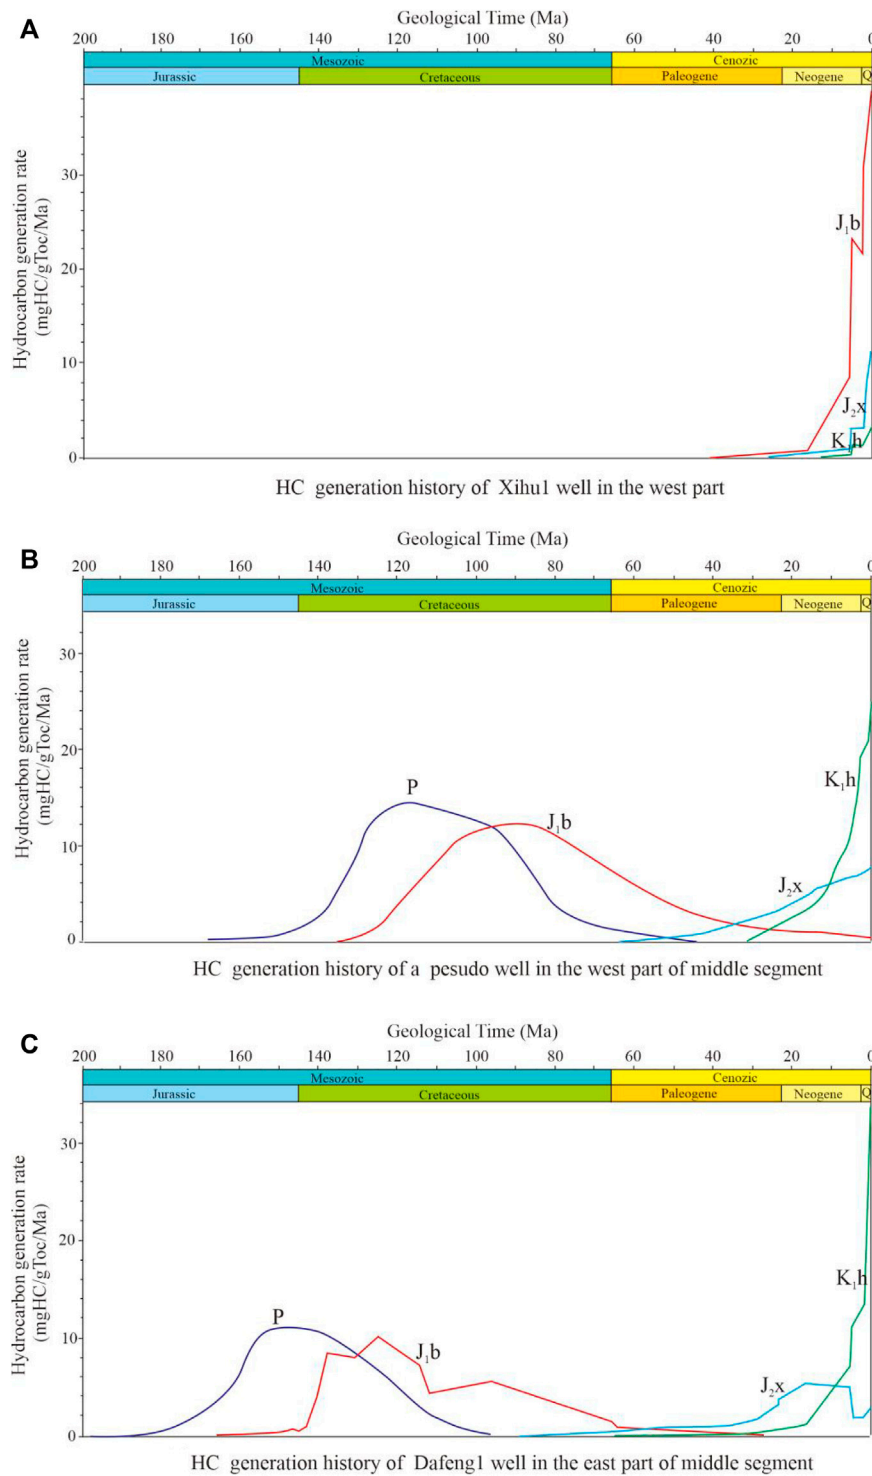 A
Geological Time (Ma)
200 180 160 140 120 100 80 60 40 20 0
Mesozoic Cenozic
Jurassic Cretaceous Paleogene Neogene Q
Hydrocarbon generation rate
(mgHC/gToc/Ma)
30
20
10
0
J₁b
J₂x
K₁h
HC generation history of Xihu1 well in the west part
B
Geological Time (Ma)
200 180 160 140 120 100 80 60 40 20 0
Mesozoic Cenozic
Jurassic Cretaceous Paleogene Neogene Q
Hydrocarbon generation rate
(mgHC/gToc/Ma)
30
20
10
0
P
J₁b
J₂x
K₁h
HC generation history of a pesudo well in the west part of middle segment
C
Geological Time (Ma)
200 180 160 140 120 100 80 60 40 20 0
Mesozoic Cenozic
Jurassic Cretaceous Paleogene Neogene Q
Hydrocarbon generation rate
(mgHC/gToc/Ma)
30
20
10
0
P
J₁b
J₂x
K₁h
HC generation history of Dafeng1 well in the east part of middle segment